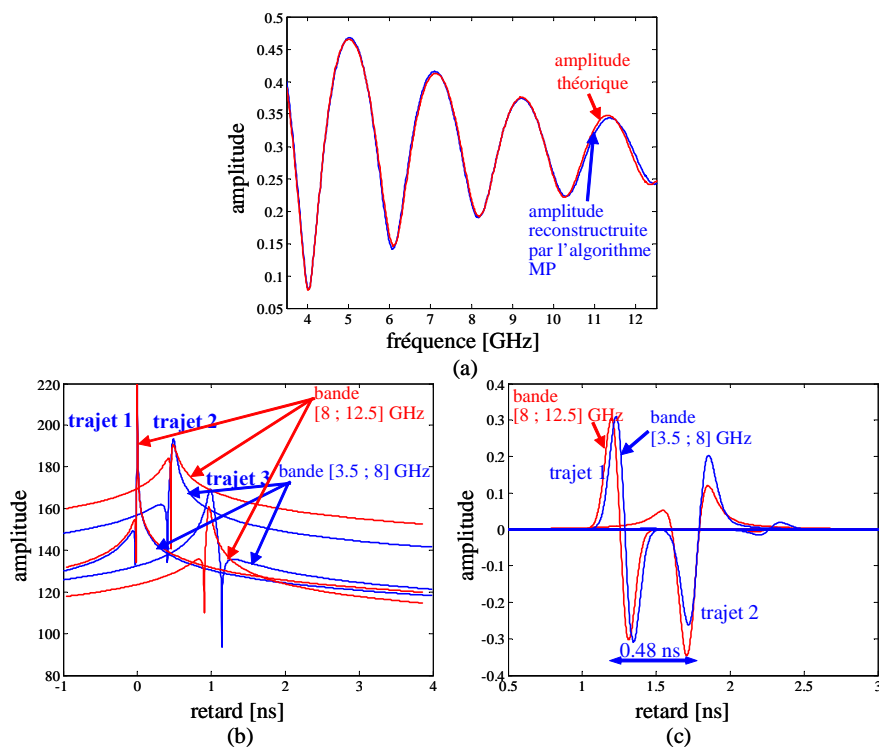 0.5
0.45
0.4
0.35
0.3
0.25
0.2
0.15
0.1
0.05
amplitude
amplitude
théorique
amplitude
reconstructruite
par l'algorithme
MP
4 5 6 7 8 9 10 11 12
fréquence [GHz]
(a)
220
200
180
160
140
120
100
80
amplitude
trajet 1
trajet 2
trajet 3
bande
[8 ; 12.5] GHz
bande [3.5 ; 8] GHz
-1 0 1 2 3 4
retard [ns]
(b)
0.4
0.3
0.2
0.1
0
-0.1
-0.2
-0.3
-0.4
amplitude
bande
[8 ; 12.5] GHz
bande
[3.5 ; 8] GHz
trajet 1
trajet 2
0.48 ns
0.5 1 1.5 2 2.5 3
retard [ns]
(c)